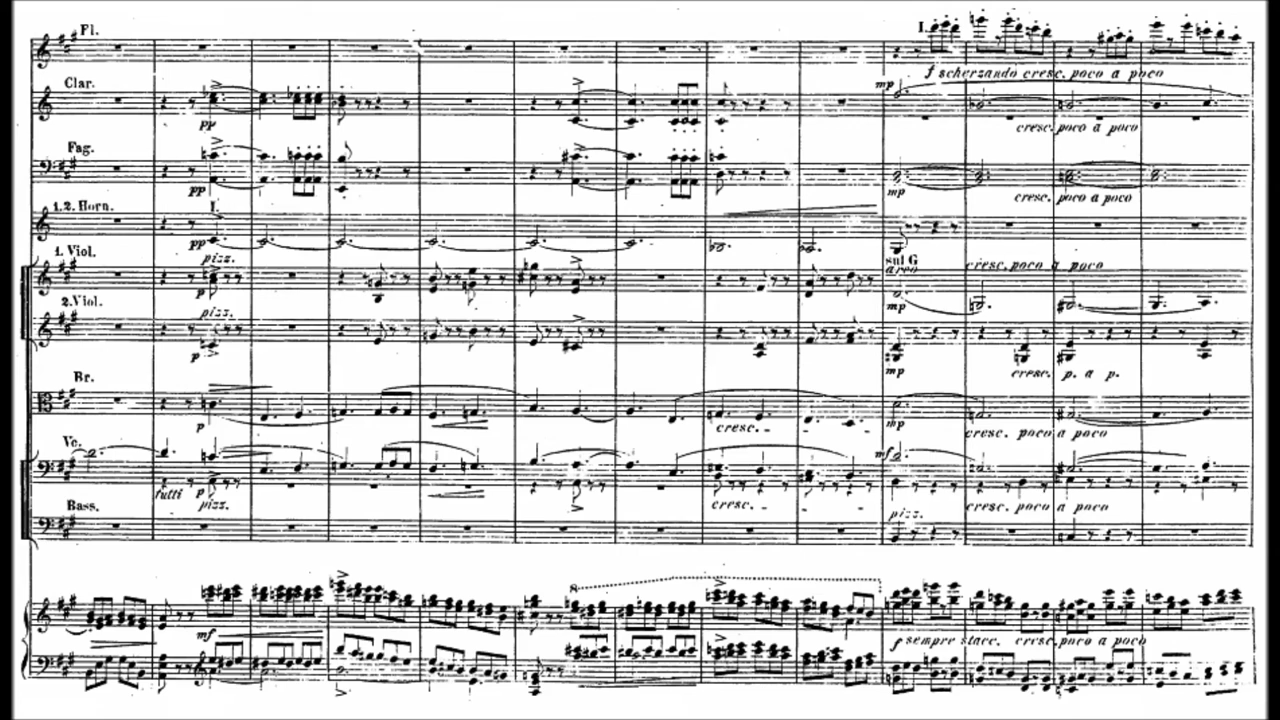 Fl.
I.
f scherzando cresc. poco a poco
Clar.
pp
mp
cresc. poco a poco
Fag.
pp
mp
cresc. poco a poco
1.2. Horn.
I.
pp
1. Viol.
pizz.
p
sul G
arco
cresc. poco a poco
mp
2. Viol.
pizz.
p
mp
cresc. p. a p.
Br.
p
cresc.
mp
cresc. poco a poco
Vc.
mf
tutti p
pizz.
cresc.
cresc. poco a poco
Bass.
pizz.
8
mf
f sempre stacc. cresc. poco a poco